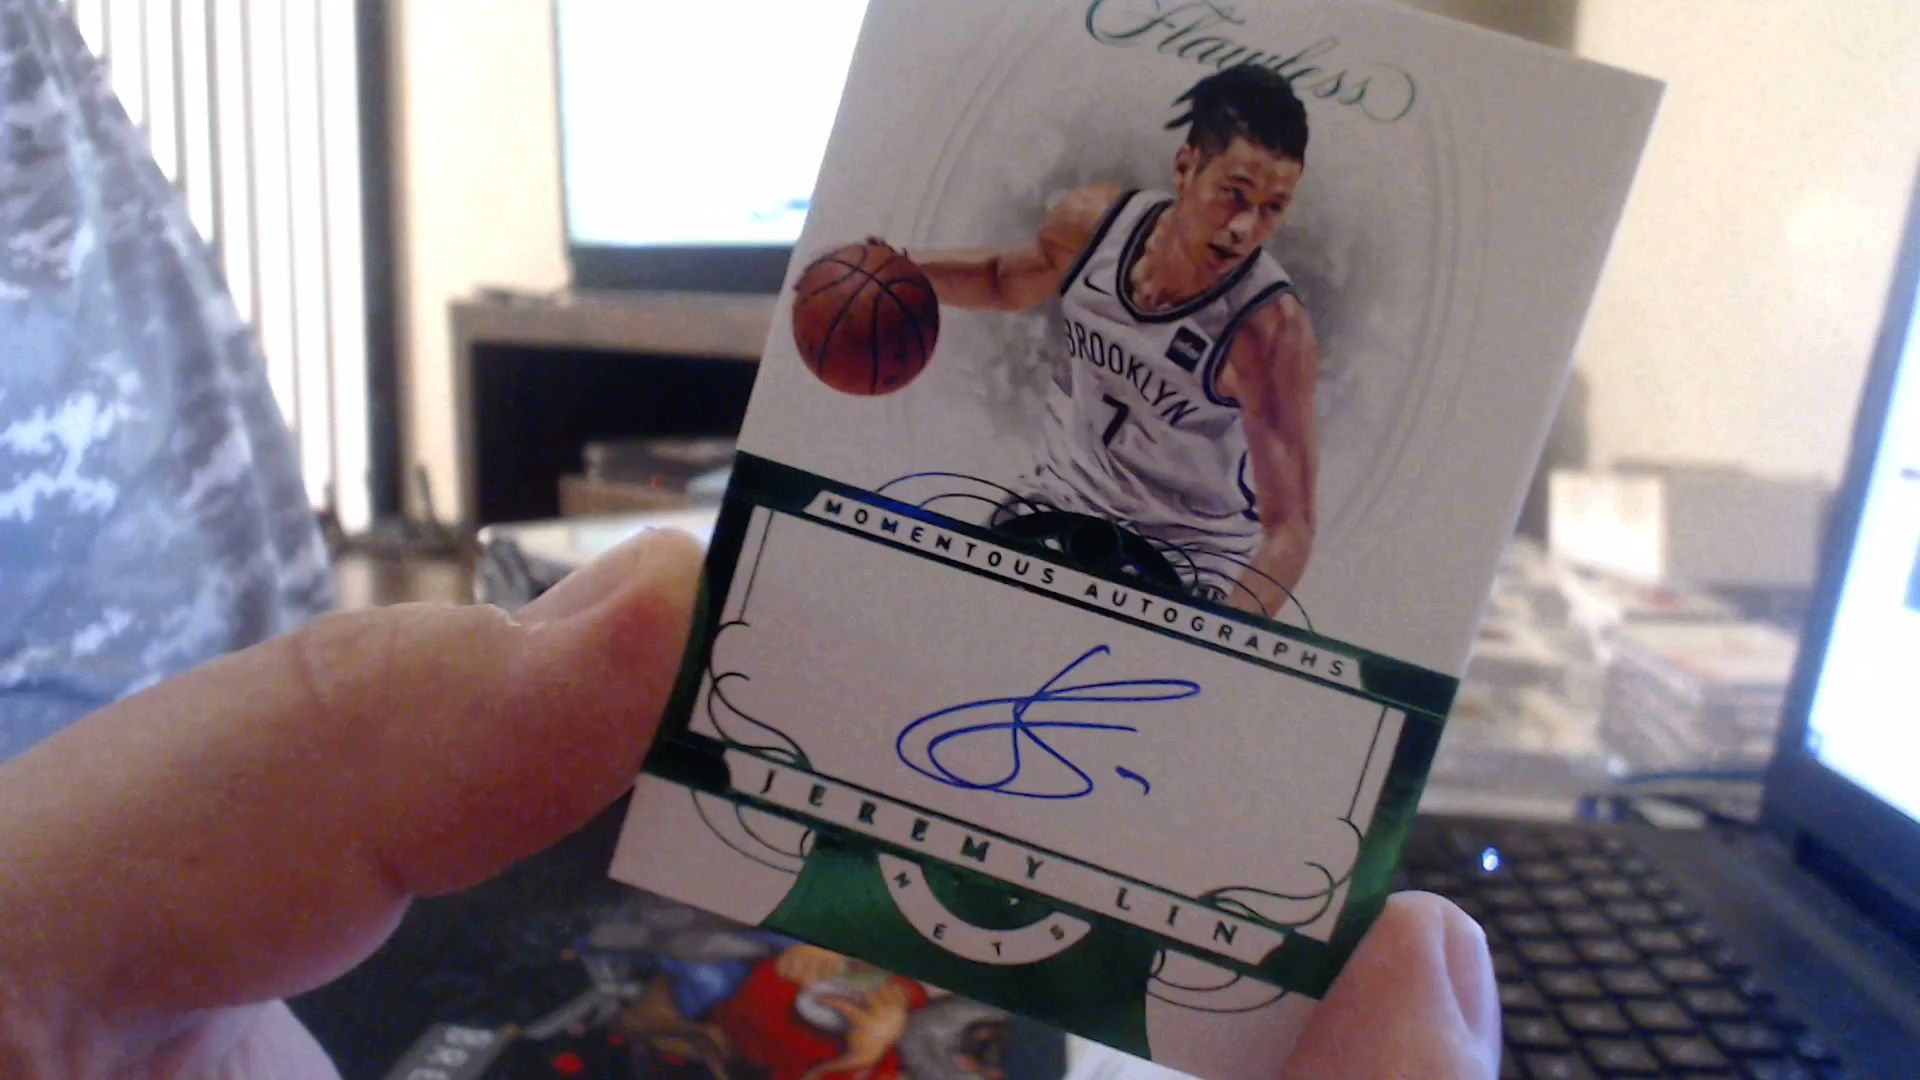 Flawless
BROOKLYN
7
MOMENTOUS AUTOGRAPHS
JEREMY LIN
NETS